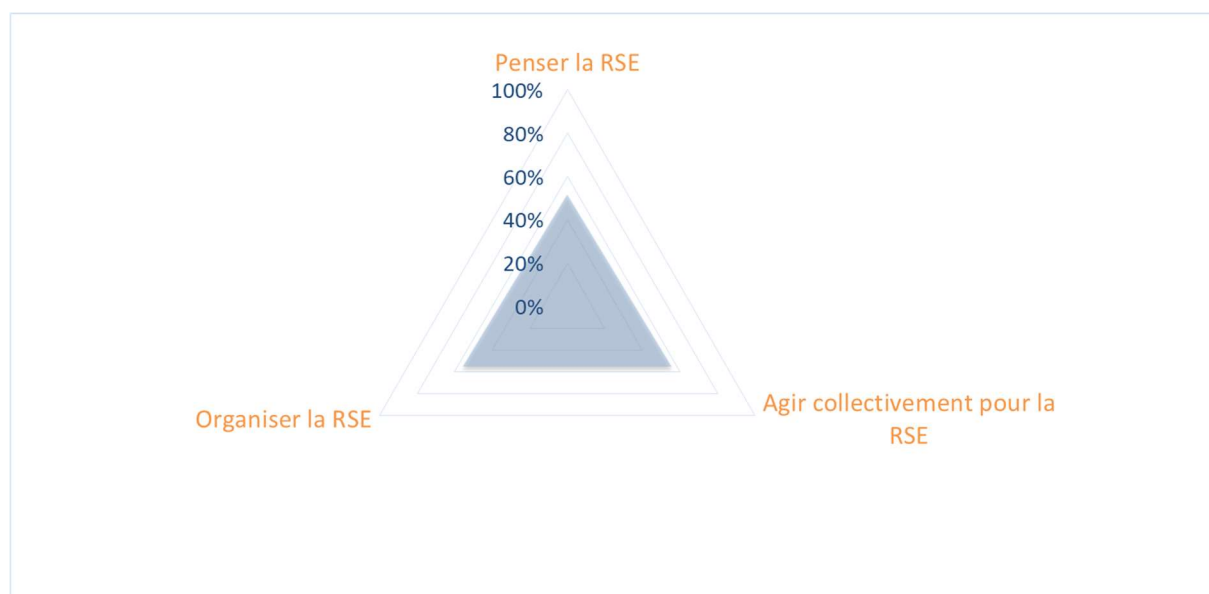 Penser la RSE
100%
80%
60%
40%
20%
0%
Organiser la RSE
Agir collectivement pour la
RSE